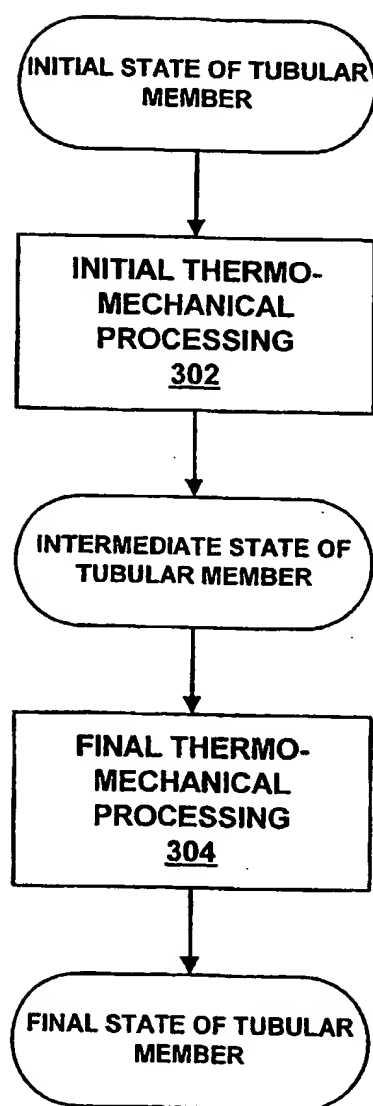 INITIAL STATE OF TUBULAR
MEMBER
INITIAL THERMO-
MECHANICAL
PROCESSING
302
INTERMEDIATE STATE OF
TUBULAR MEMBER
FINAL THERMO-
MECHANICAL
PROCESSING
304
FINAL STATE OF TUBULAR
MEMBER